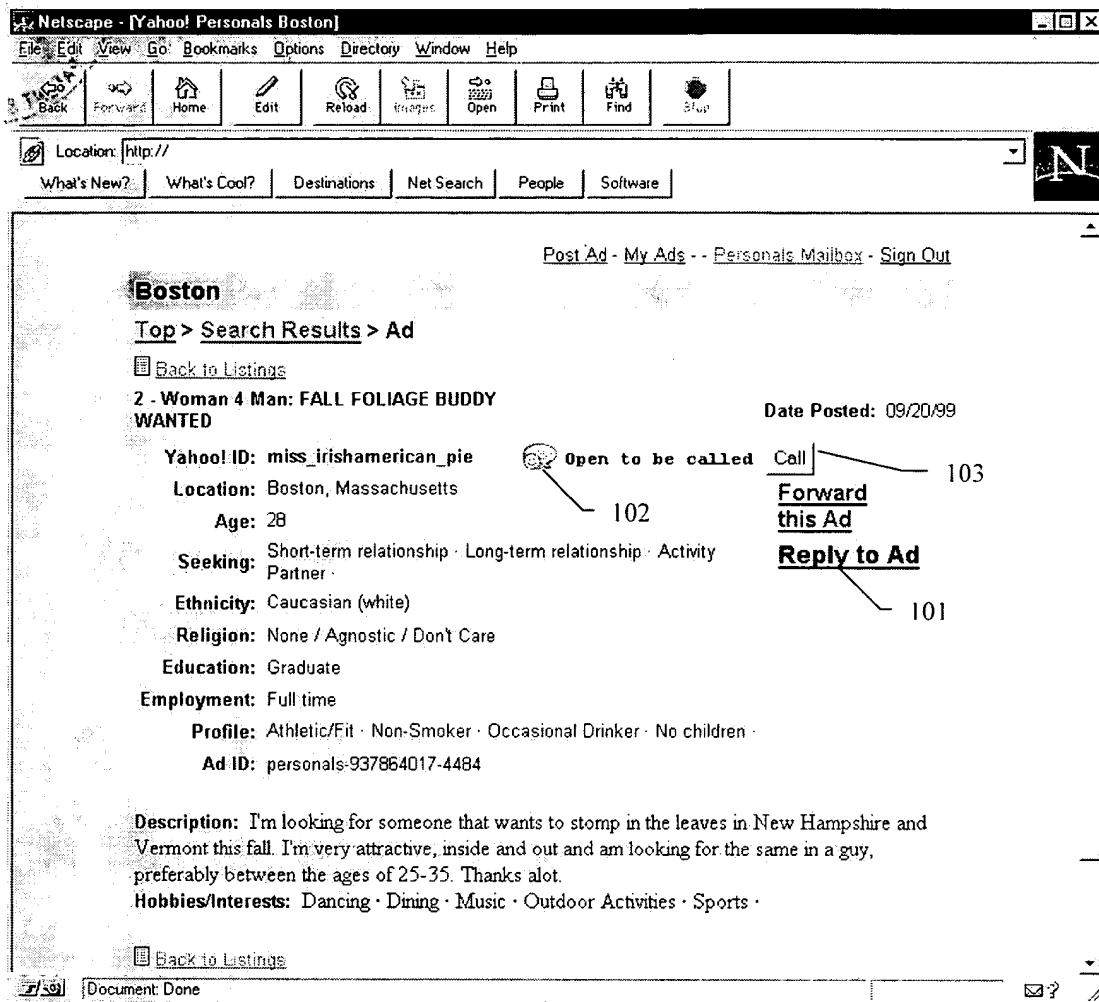 Netscape - [Yahoo! Personals Boston]
File Edit View Go Bookmarks Options Directory Window Help
Back Forward Home Edit Reload Images Open Print Find Stop
Location: http://
What's New? What's Cool? Destinations Net Search People Software
N
Post Ad - My Ads - - Personals Mailbox - Sign Out
Boston
Top > Search Results > Ad
Back to Listings
2 - Woman 4 Man: FALL FOLIAGE BUDDY
WANTED
Date Posted: 09/20/99
Yahoo! ID: miss_irishamerican_pie
Open to be called Call
103
102
Location: Boston, Massachusetts
Forward
this Ad
Age: 28
Reply to Ad
101
Seeking: Short-term relationship · Long-term relationship · Activity
Partner ·
Ethnicity: Caucasian (white)
Religion: None / Agnostic / Don't Care
Education: Graduate
Employment: Full time
Profile: Athletic/Fit · Non-Smoker · Occasional Drinker · No children ·
Ad ID: personals-937864017-4484
Description: I'm looking for someone that wants to stomp in the leaves in New Hampshire and
Vermont this fall. I'm very attractive, inside and out and am looking for the same in a guy,
preferably between the ages of 25-35. Thanks alot.
Hobbies/Interests: Dancing · Dining · Music · Outdoor Activities · Sports ·
Back to Listings
Document: Done